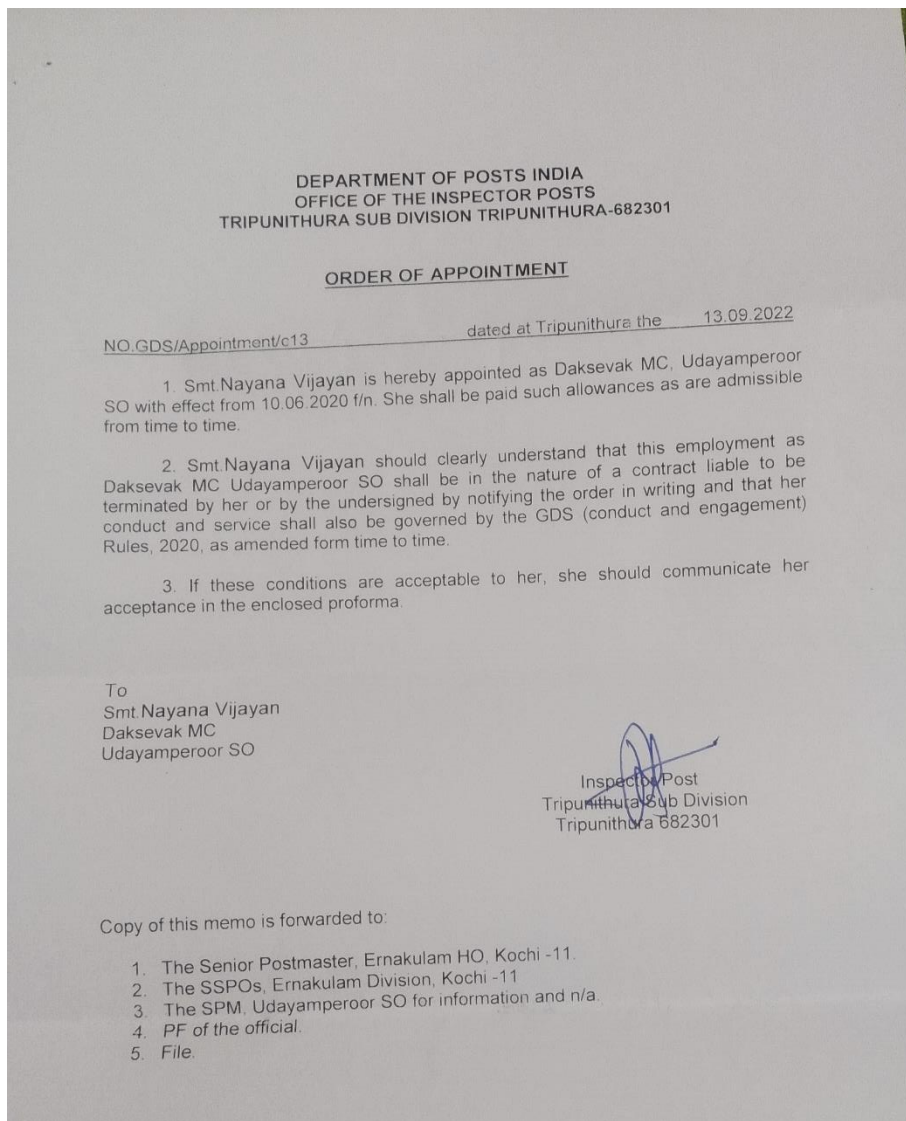 DEPARTMENT OF POSTS INDIA
OFFICE OF THE INSPECTOR POSTS
TRIPUNITHURA SUB DIVISION TRIPUNITHURA-682301
ORDER OF APPOINTMENT
NO.GDS/Appointment/c13 dated at Tripunithura the 13.09.2022
1. Smt.Nayana Vijayan is hereby appointed as Daksevak MC, Udayamperoor
SO with effect from 10.06.2020 f/n. She shall be paid such allowances as are admissible
from time to time.
2. Smt.Nayana Vijayan should clearly understand that this employment as
Daksevak MC Udayamperoor SO shall be in the nature of a contract liable to be
terminated by her or by the undersigned by notifying the order in writing and that her
conduct and service shall also be governed by the GDS (conduct and engagement)
Rules, 2020, as amended form time to time.
3. If these conditions are acceptable to her, she should communicate her
acceptance in the enclosed proforma.
To
Smt.Nayana Vijayan
Daksevak MC
Udayamperoor SO
Inspector Post
Tripunithura Sub Division
Tripunithura 682301
Copy of this memo is forwarded to:
1. The Senior Postmaster, Ernakulam HO, Kochi -11.
2. The SSPOs, Ernakulam Division, Kochi -11
3. The SPM, Udayamperoor SO for information and n/a.
4. PF of the official.
5. File.